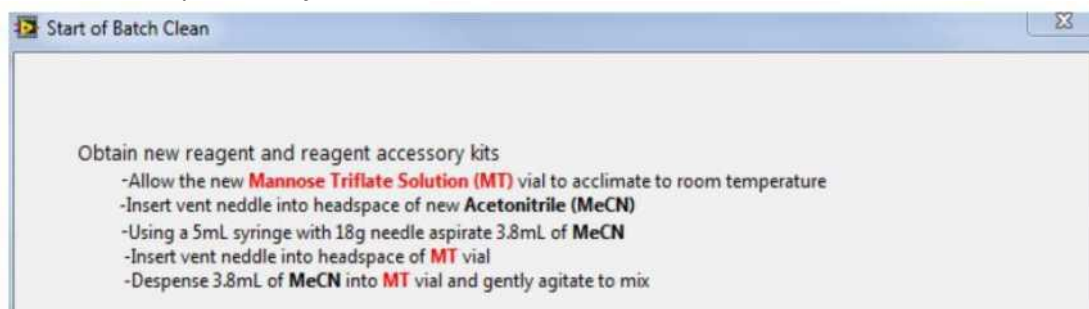 Start of Batch Clean
Obtain new reagent and reagent accessory kits
-Allow the new Mannose Triflate Solution (MT) vial to acclimate to room temperature
-Insert vent neddle into headspace of new Acetonitrile (MeCN)
-Using a 5mL syringe with 18g needle aspirate 3.8mL of MeCN
-Insert vent neddle into headspace of MT vial
-Despense 3.8mL of MeCN into MT vial and gently agitate to mix